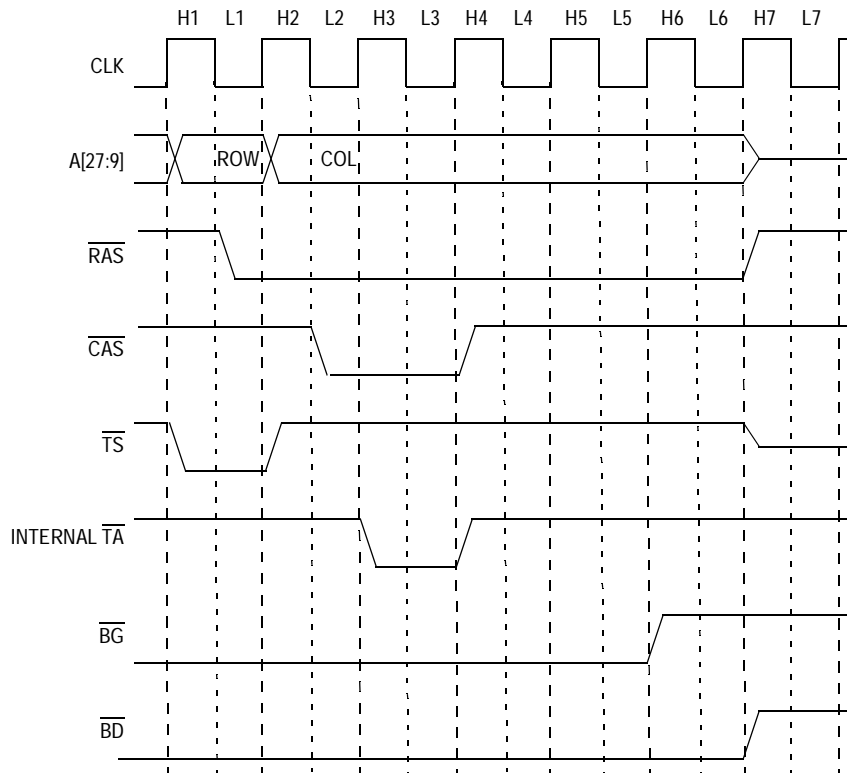 H1 L1 H2 L2 H3 L3 H4 L4 H5 L5 H6 L6 H7 L7
CLK
A[27:9] ROW COL
RAS
CAS
TS
INTERNAL TA
BG
BD